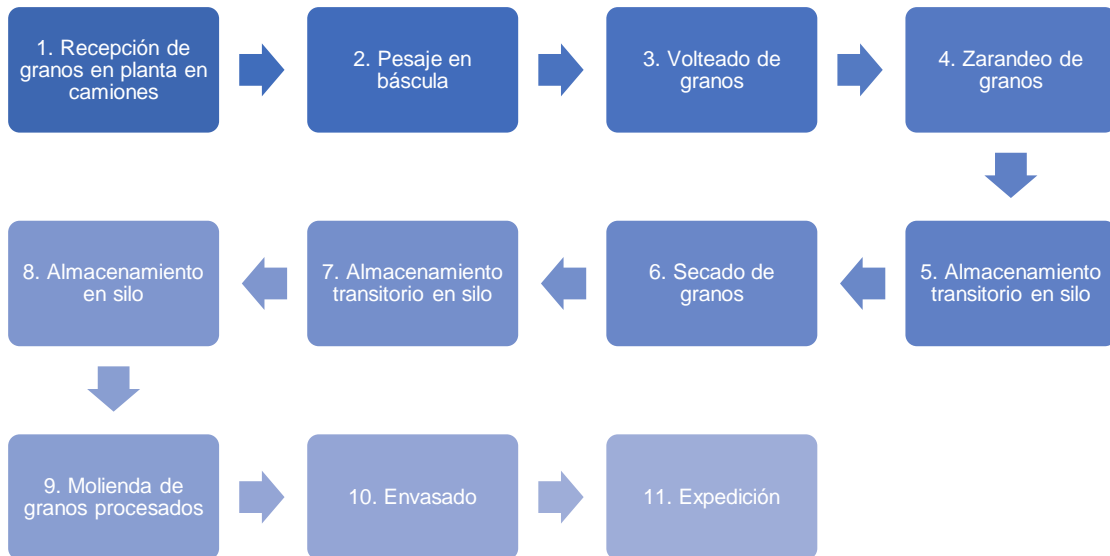 1. Recepción de
granos en planta en
camiones
2. Pesaje en
báscula
3. Volteado de
granos
4. Zarandeo de
granos
5. Almacenamiento
transitorio en silo
6. Secado de
granos
7. Almacenamiento
transitorio en silo
8. Almacenamiento
en silo
9. Molienda de
granos procesados
10. Envasado
11. Expedición